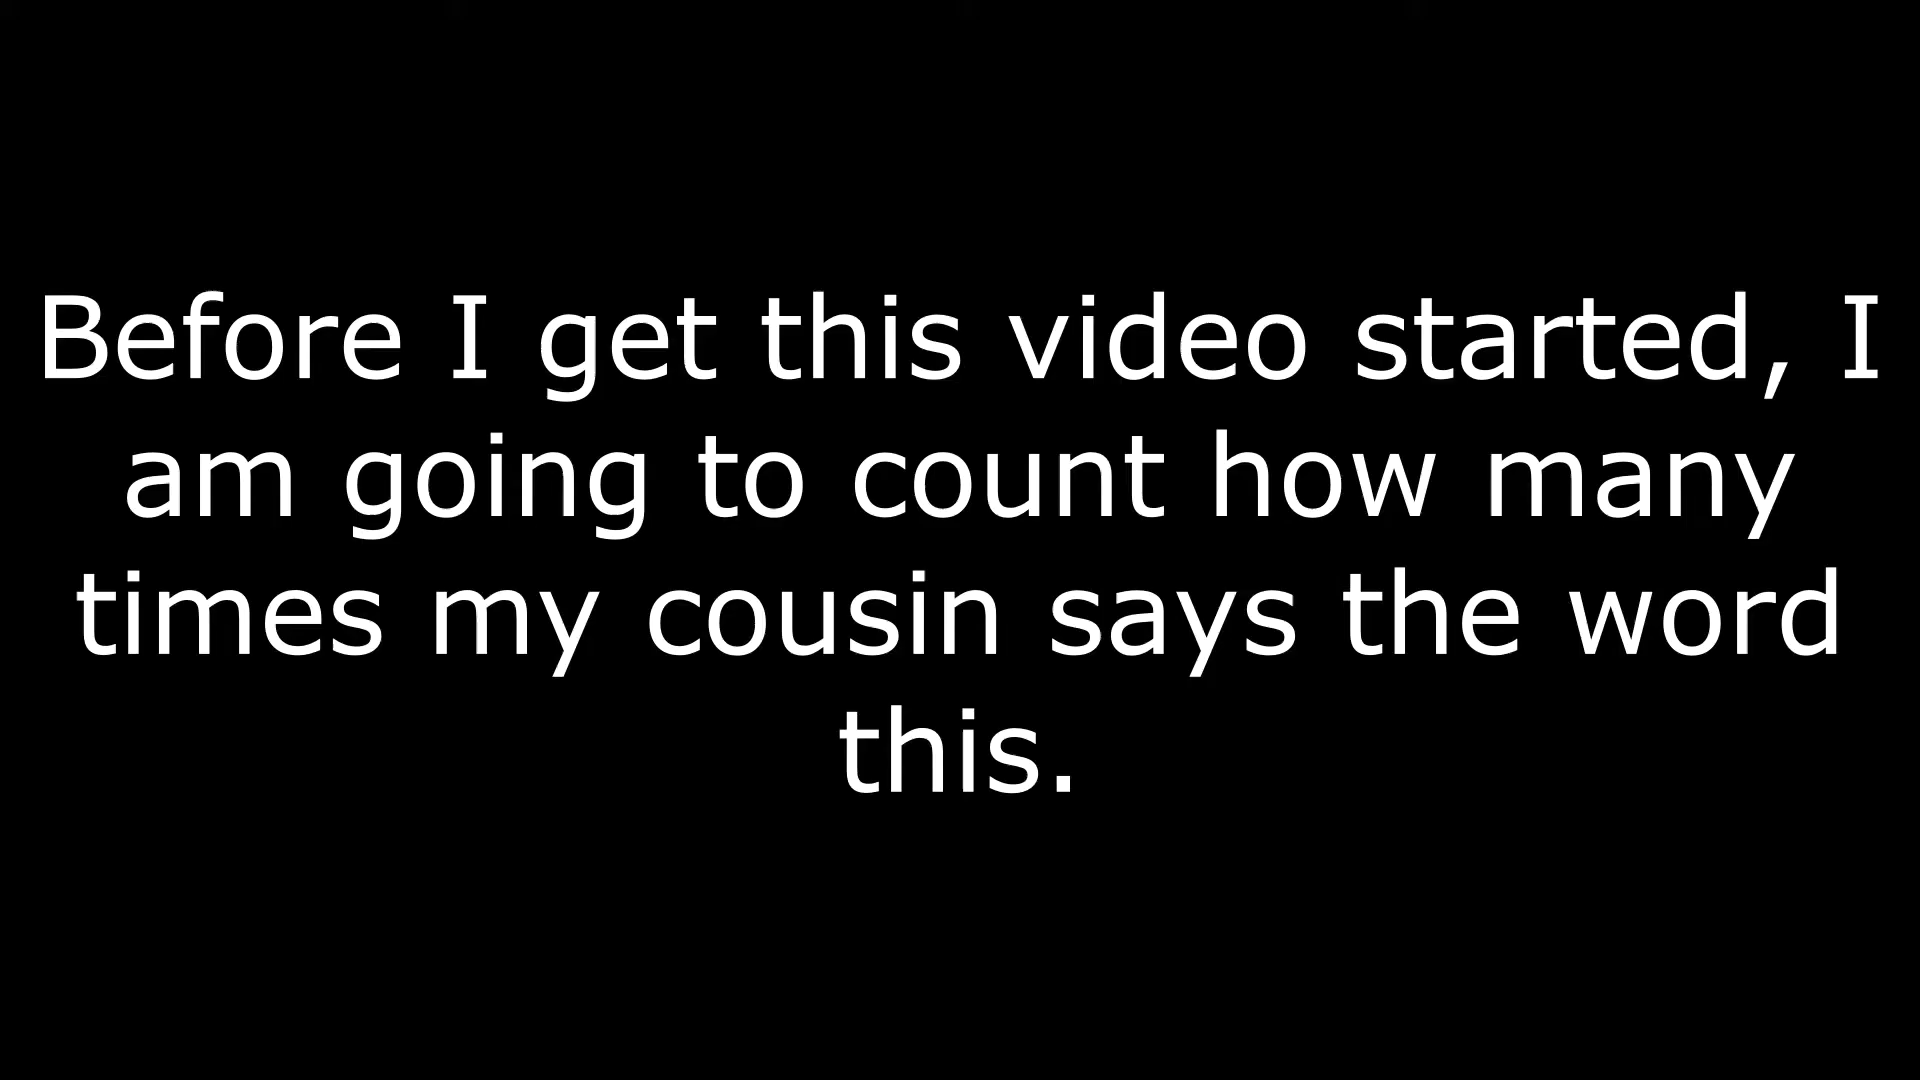 Before I get this video started, I
am going to count how many
times my cousin says the word
this.